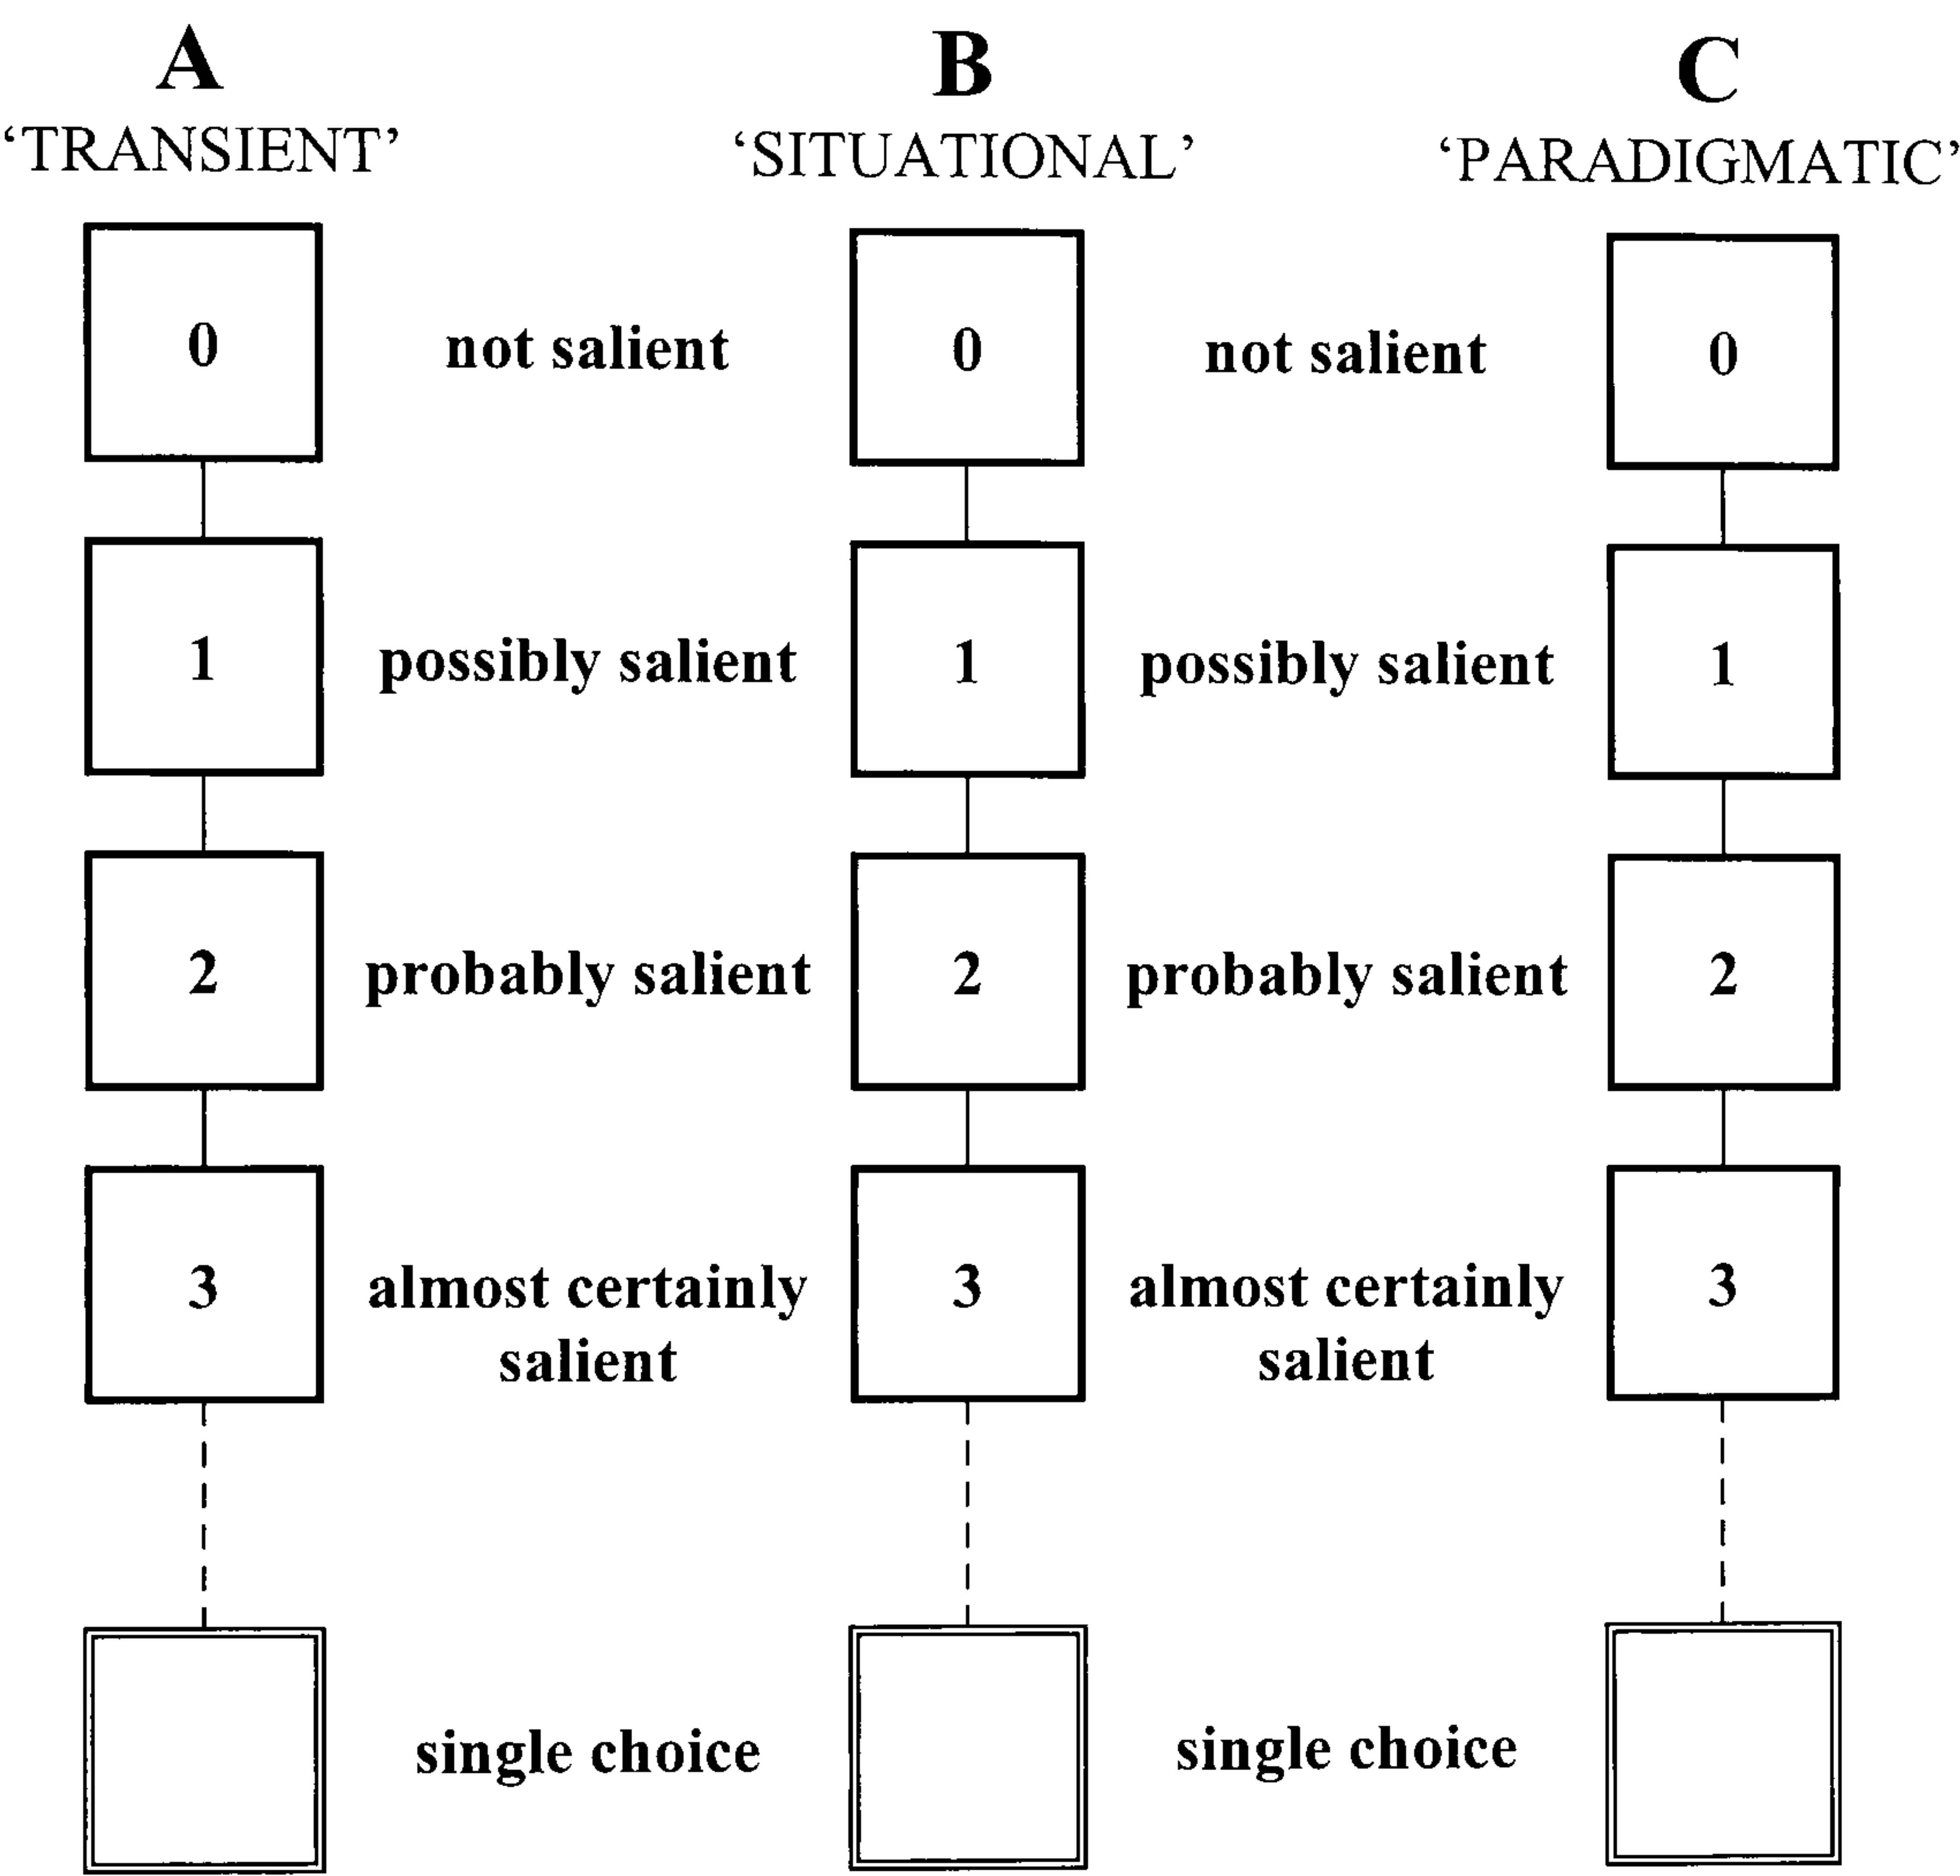 A B C
‘TRANSIENT’ ‘SITUATIONAL’ ‘PARADIGMATIC’
0 not salient 0 not salient 0
1 possibly salient 1 possibly salient 1
2 probably salient 2 probably salient 2
3 almost certainly 3 almost certainly 3
salient salient
single choice single choice